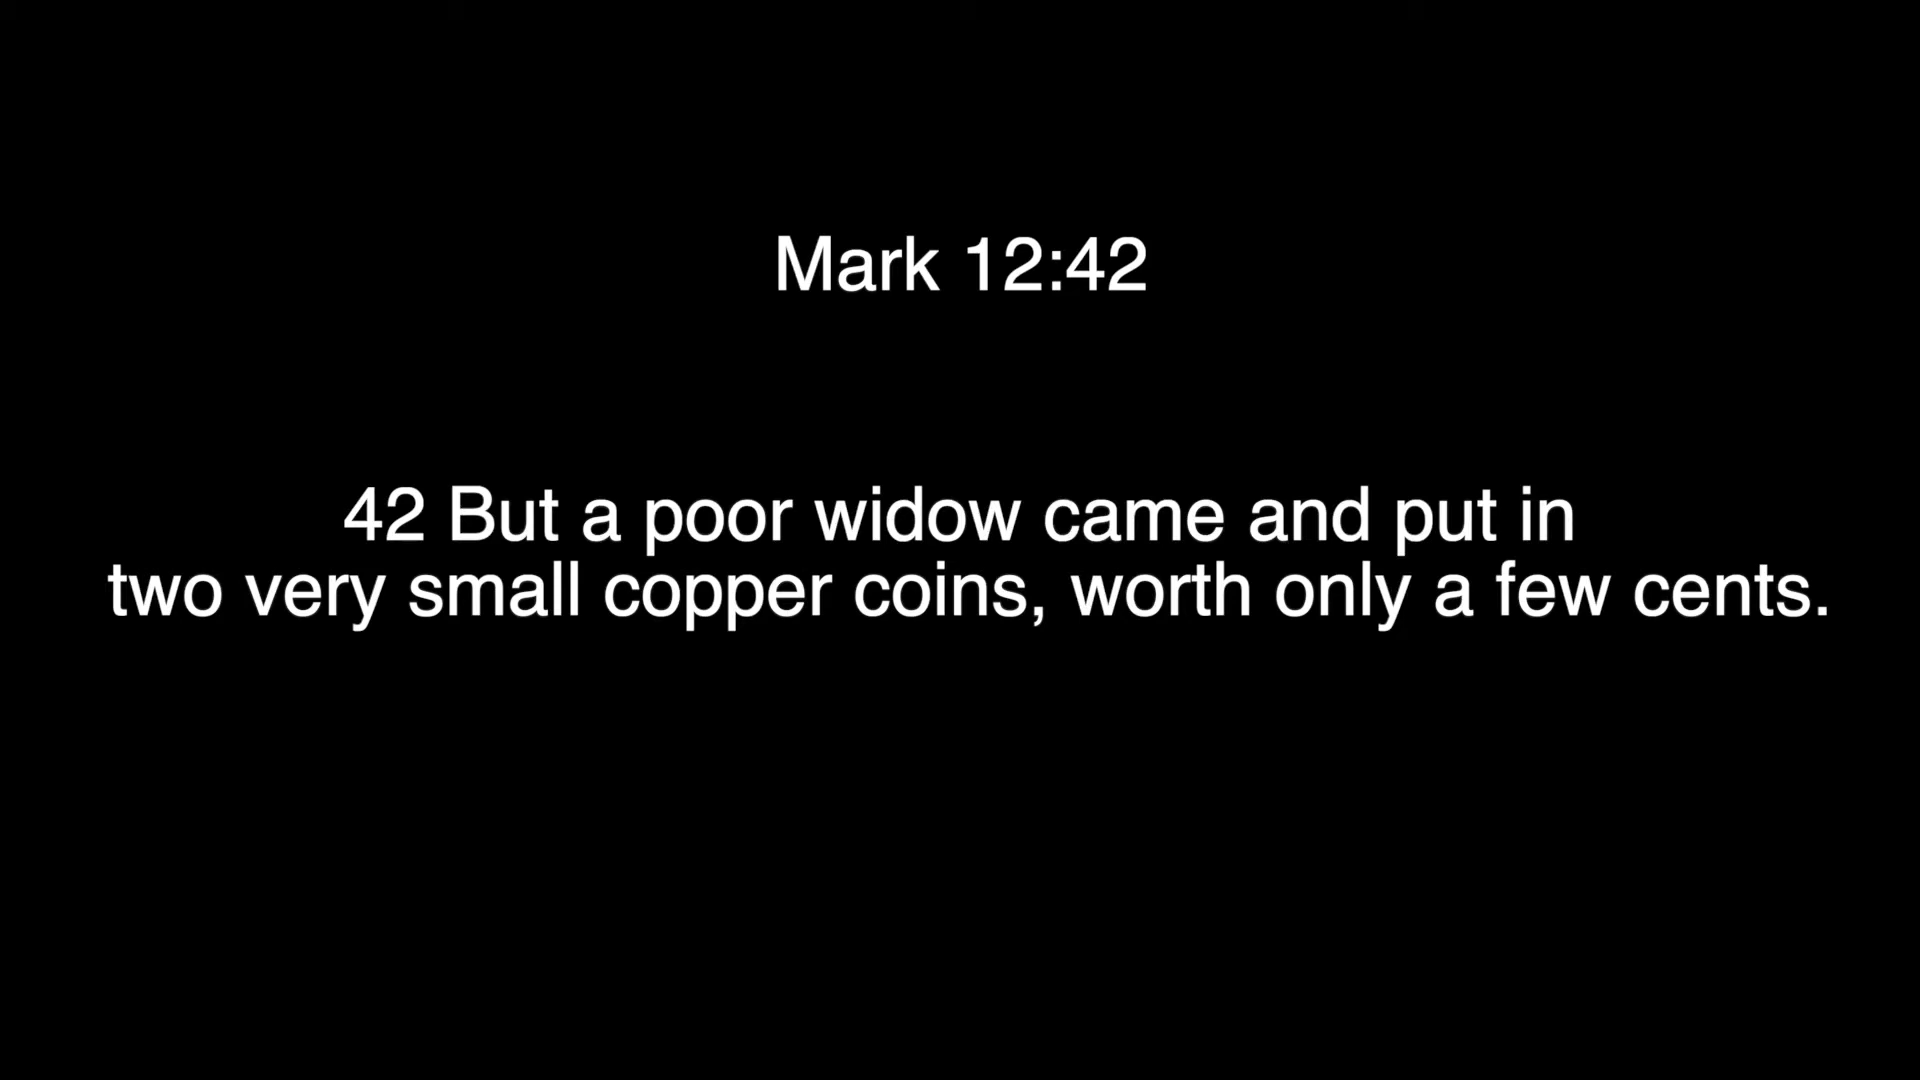 Mark 12:42
42 But a poor widow came and put in
two very small copper coins, worth only a few cents.